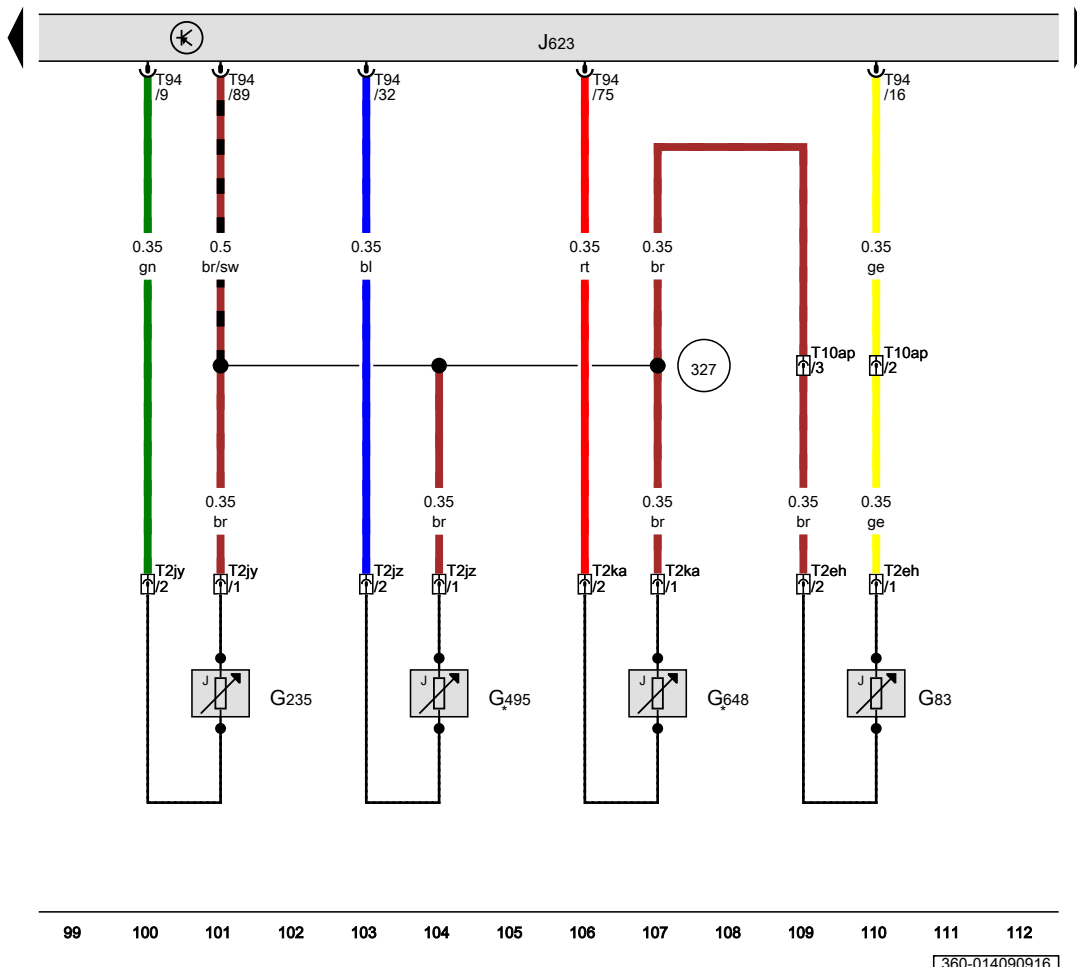 J623
T94 T94 T94 T94 T94
/9 /89 /32 /75 /16
0.35 0.5 0.35 0.35 0.35 0.35
gn br/sw bl rt br ge
T10ap T10ap
/3 /2
327
0.35 0.35 0.35 0.35 0.35
br br br br ge
T2jy T2jy T2jz T2jz T2ka T2ka T2eh T2eh
/2 /1 /2 /1 /2 /1 /2 /1
J J J J
G235 G495 G648 G83
* *
99 100 101 102 103 104 105 106 107 108 109 110 111 112
360-014090916